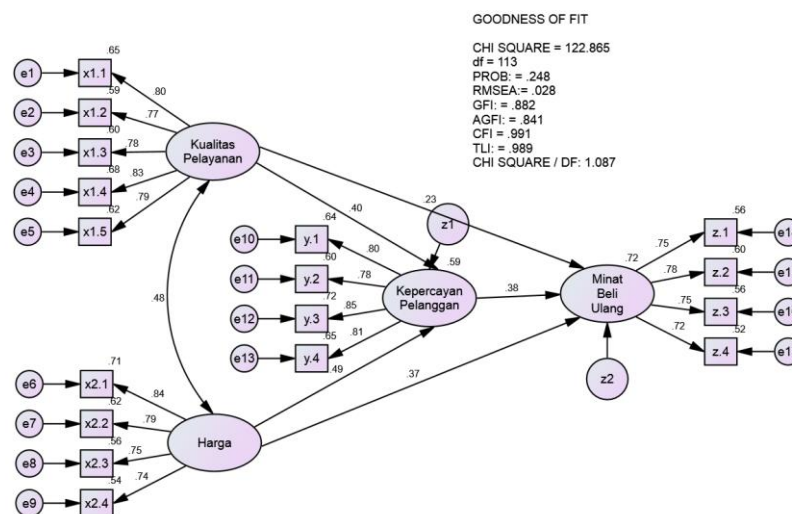 GOODNESS OF FIT
CHI SQUARE = 122.865
df = 113
PROB: = .248
RMSEA:= .028
GFI: = .882
AGFI: = .841
CFI: = .991
TLI: = .989
CHI SQUARE / DF: 1.087
.65
e1 x1.1 .80
.59
e2 x1.2 .77
.60
e3 x1.3 .78
.68
e4 x1.4 .83
.62
e5 x1.5 .79
Kualitas
Pelayanan
.48
.40
.23
z1
.64
e10 y.1 .80
.60
e11 y.2 .78
.72
e12 y.3 .85
.65
e13 y.4 .81
.59
Kepercayan
Pelanggan
.38
.49
.37
.72
Minat
Beli
Ulang
z2
.56
.75 z.1
.60
.78 z.2
.56
.75 z.3
.52
.72 z.4
.71
e6 x2.1 .84
.62
e7 x2.2 .79
.56
e8 x2.3 .75
.54
e9 x2.4 .74
Harga